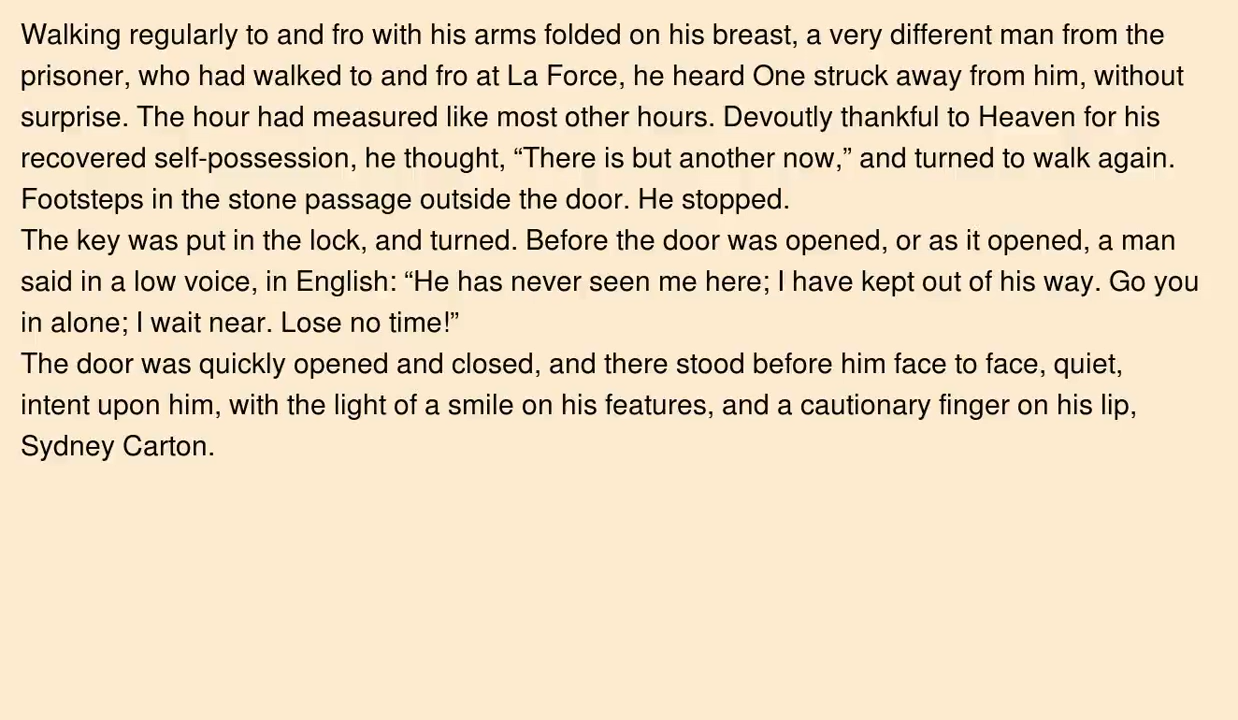 Walking regularly to and fro with his arms folded on his breast, a very different man from the
prisoner, who had walked to and fro at La Force, he heard One struck away from him, without
surprise. The hour had measured like most other hours. Devoutly thankful to Heaven for his
recovered self-possession, he thought, “There is but another now,” and turned to walk again.
Footsteps in the stone passage outside the door. He stopped.
The key was put in the lock, and turned. Before the door was opened, or as it opened, a man
said in a low voice, in English: “He has never seen me here; I have kept out of his way. Go you
in alone; I wait near. Lose no time!”
The door was quickly opened and closed, and there stood before him face to face, quiet,
intent upon him, with the light of a smile on his features, and a cautionary finger on his lip,
Sydney Carton.